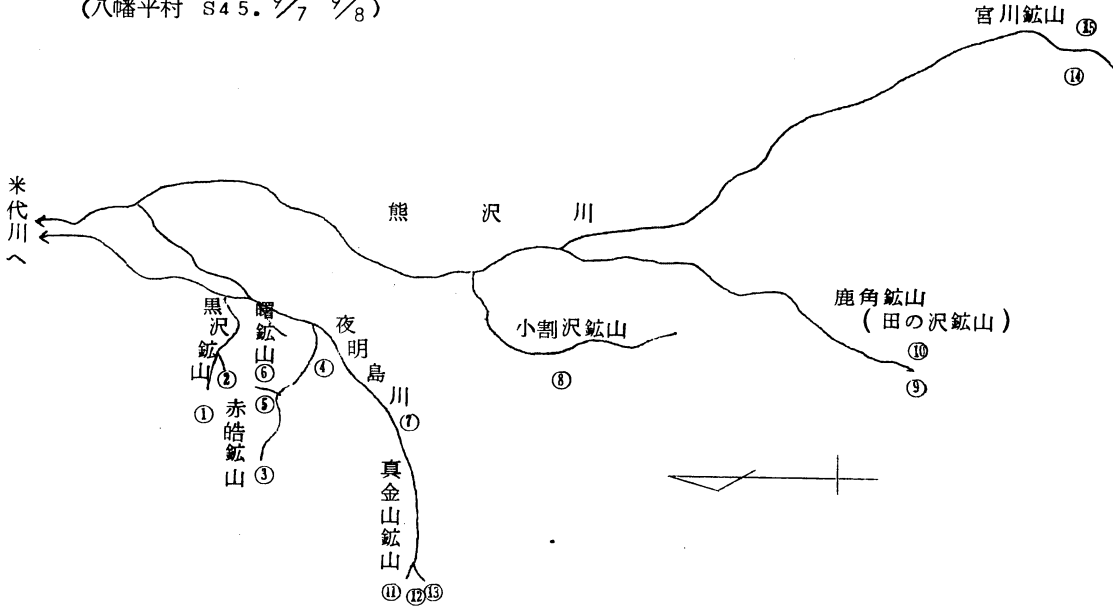 (八幡平村 S45. 9/7 9/8)
宮川鉱山 ⑮
⑭
米代川へ
熊沢川
鹿角鉱山
(田の沢鉱山)
⑩
⑨
小割沢鉱山
⑧
黒沢鉱山
②
①
曙鉱山
⑥
⑤
赤皓鉱山
③
④
夜明島川
⑦
真金山鉱山
⑪ ⑫ ⑬